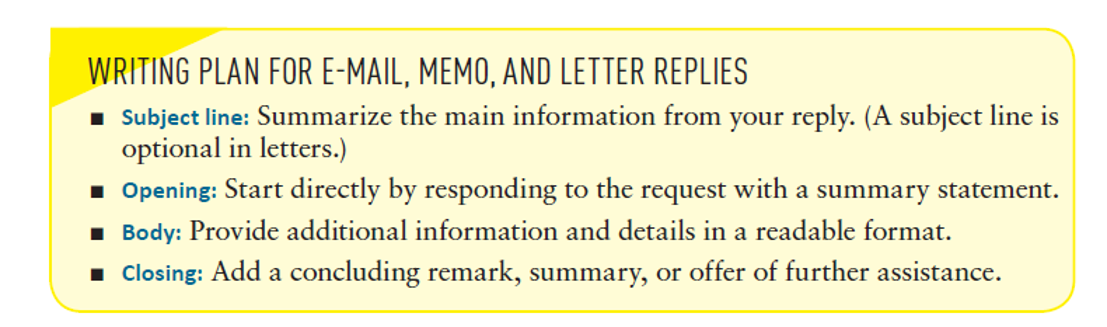 WRITING PLAN FOR E-MAIL, MEMO, AND LETTER REPLIES
■ Subject line: Summarize the main information from your reply. (A subject line is
optional in letters.)
■ Opening: Start directly by responding to the request with a summary statement.
■ Body: Provide additional information and details in a readable format.
■ Closing: Add a concluding remark, summary, or offer of further assistance.